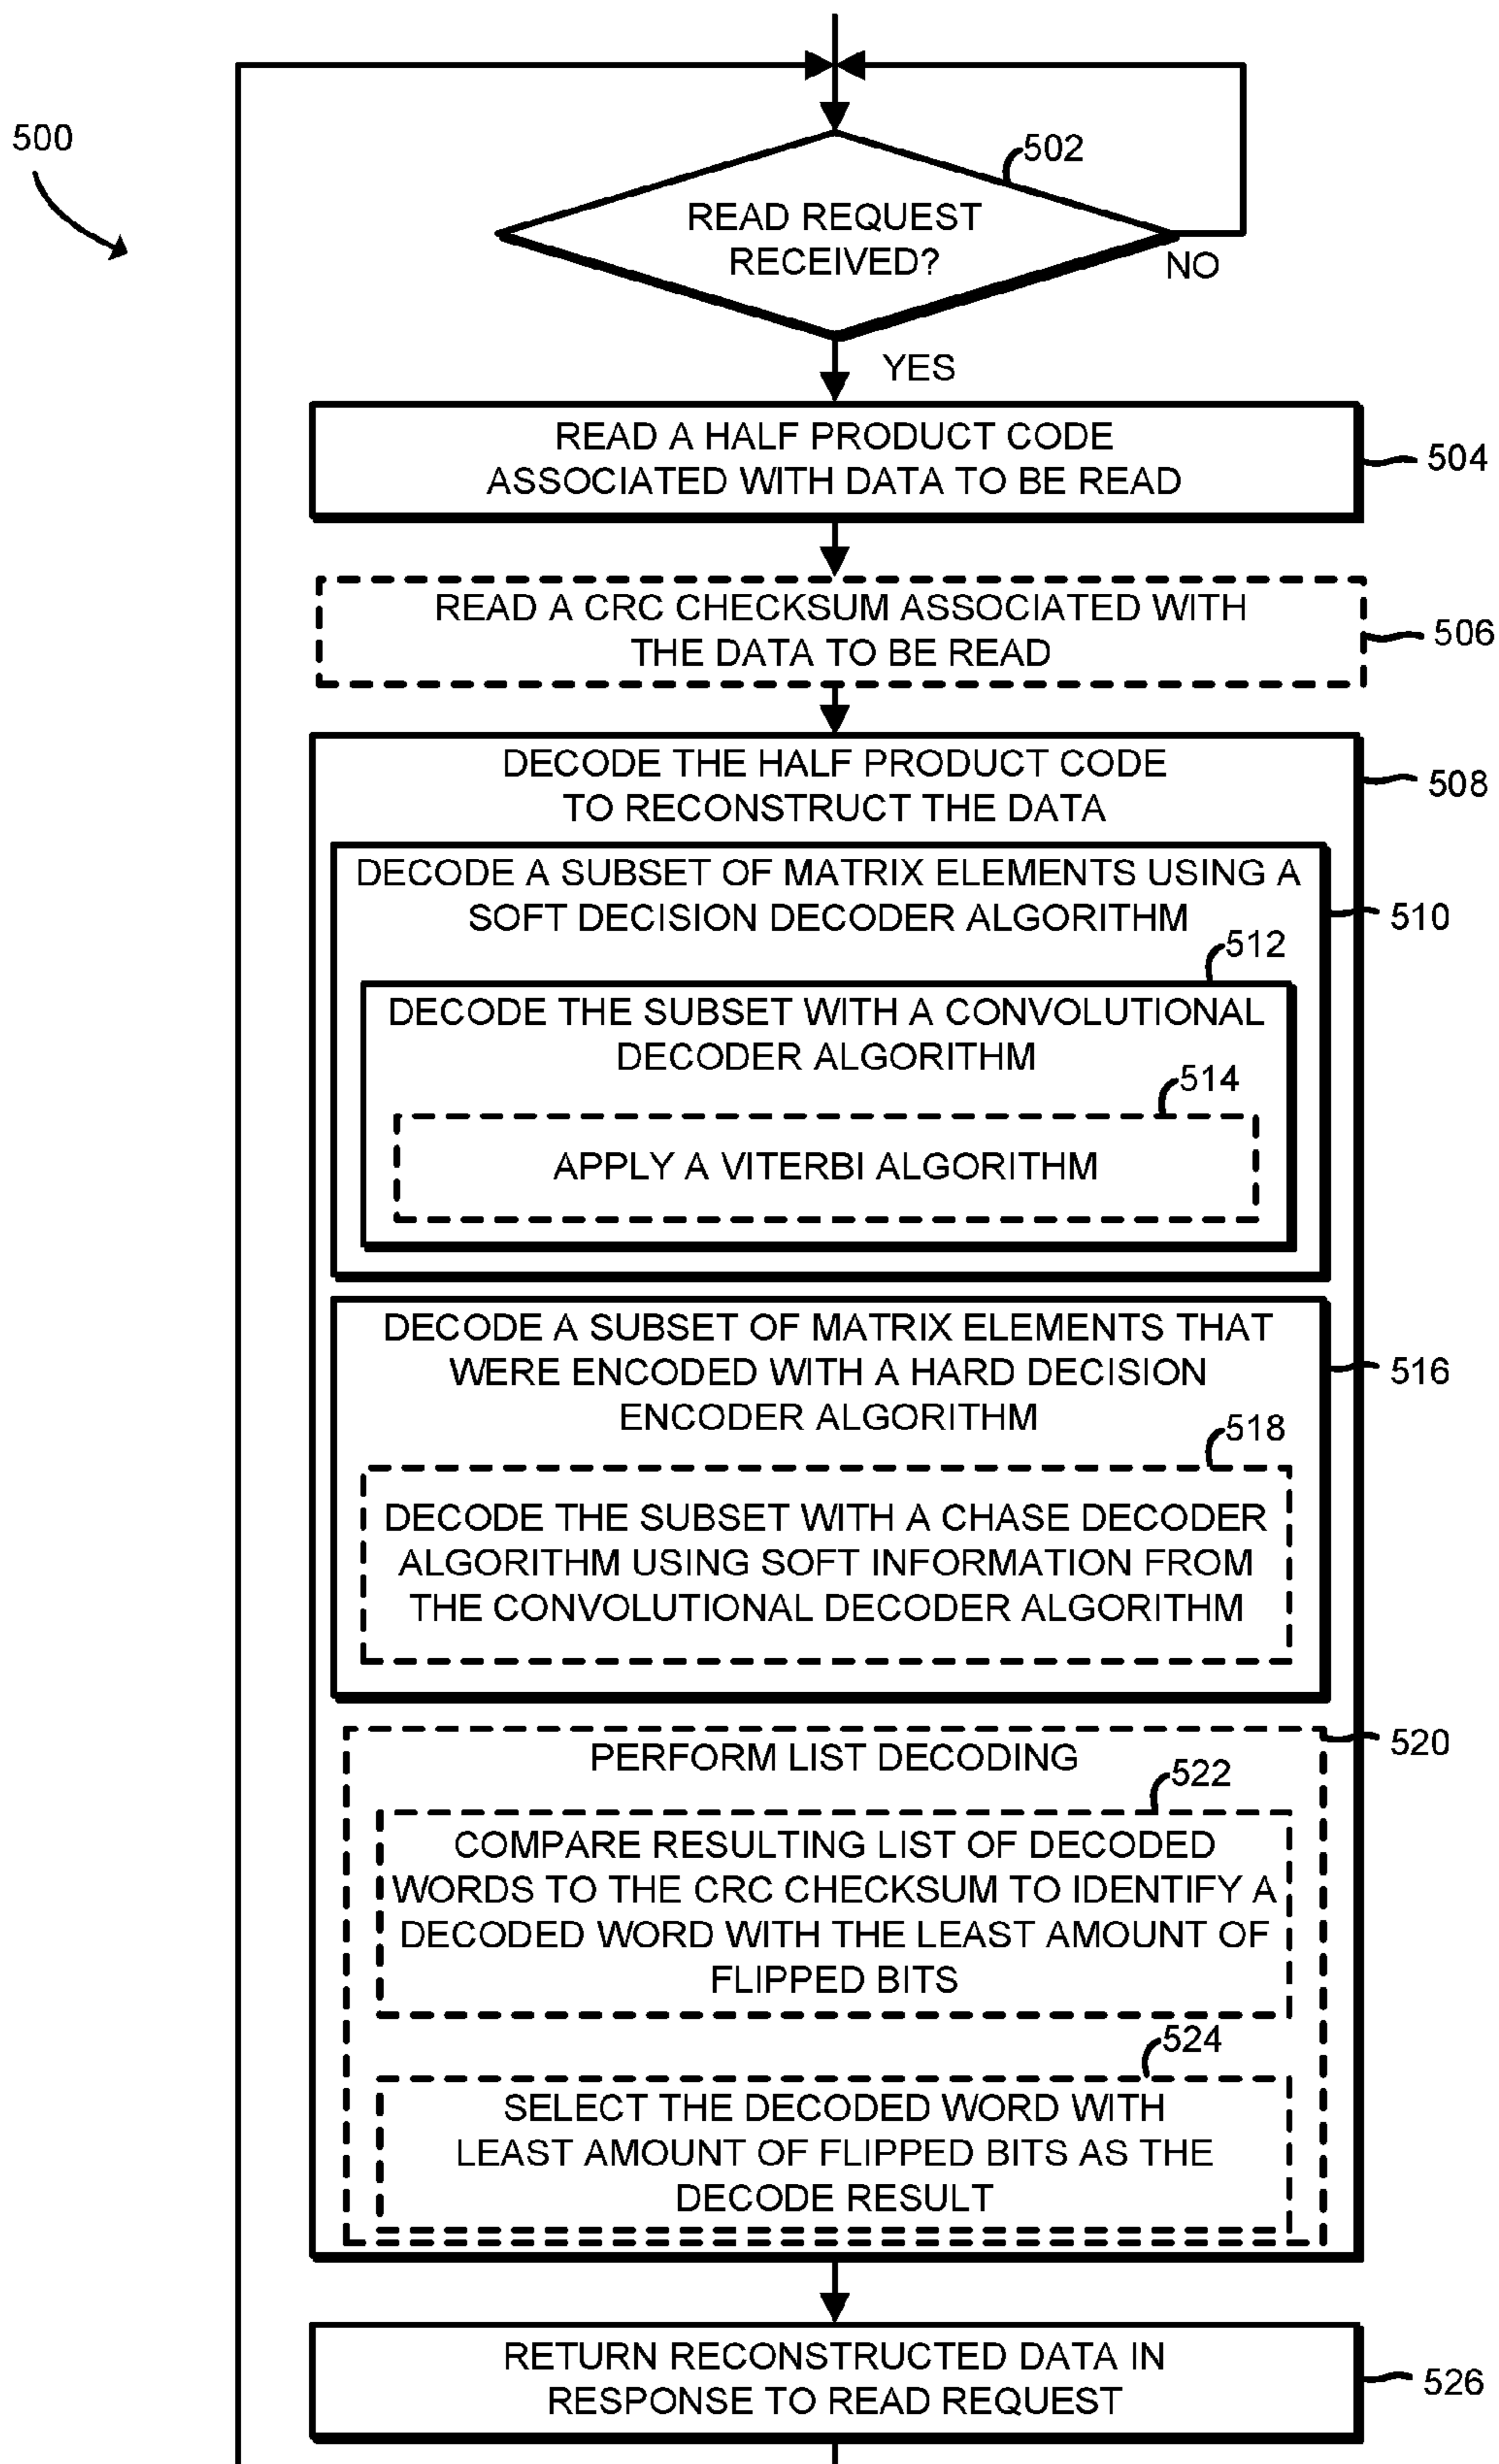 500
502
READ REQUEST
RECEIVED?
NO
YES
READ A HALF PRODUCT CODE
ASSOCIATED WITH DATA TO BE READ
504
READ A CRC CHECKSUM ASSOCIATED WITH
THE DATA TO BE READ
506
DECODE THE HALF PRODUCT CODE
TO RECONSTRUCT THE DATA
508
DECODE A SUBSET OF MATRIX ELEMENTS USING A
SOFT DECISION DECODER ALGORITHM
510
512
DECODE THE SUBSET WITH A CONVOLUTIONAL
DECODER ALGORITHM
514
APPLY A VITERBI ALGORITHM
DECODE A SUBSET OF MATRIX ELEMENTS THAT
WERE ENCODED WITH A HARD DECISION
ENCODER ALGORITHM
516
518
DECODE THE SUBSET WITH A CHASE DECODER
ALGORITHM USING SOFT INFORMATION FROM
THE CONVOLUTIONAL DECODER ALGORITHM
520
PERFORM LIST DECODING
522
COMPARE RESULTING LIST OF DECODED
WORDS TO THE CRC CHECKSUM TO IDENTIFY A
DECODED WORD WITH THE LEAST AMOUNT OF
FLIPPED BITS
524
SELECT THE DECODED WORD WITH
LEAST AMOUNT OF FLIPPED BITS AS THE
DECODE RESULT
RETURN RECONSTRUCTED DATA IN
RESPONSE TO READ REQUEST
526